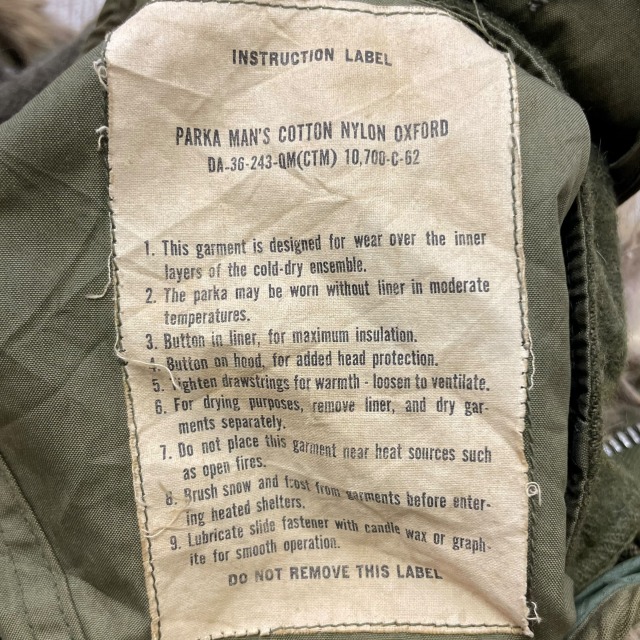 INSTRUCTION LABEL
PARKA MAN'S COTTON NYLON OXFORD
DA-36-243-QM(CTM) 10,700-C-62
1. This garment is designed for wear over the inner
layers of the cold-dry ensemble.
2. The parka may be worn without liner in moderate
temperatures.
3. Button in liner, for maximum insulation.
4. Button on hood, for added head protection.
5. Tighten drawstrings for warmth - loosen to ventilate.
6. For drying purposes, remove liner, and dry gar-
ments separately.
7. Do not place this garment near heat sources such
as open fires.
8. Brush snow and frost from garments before enter-
ing heated shelters.
9. Lubricate slide fastener with candle wax or graph-
ite for smooth operation.
DO NOT REMOVE THIS LABEL